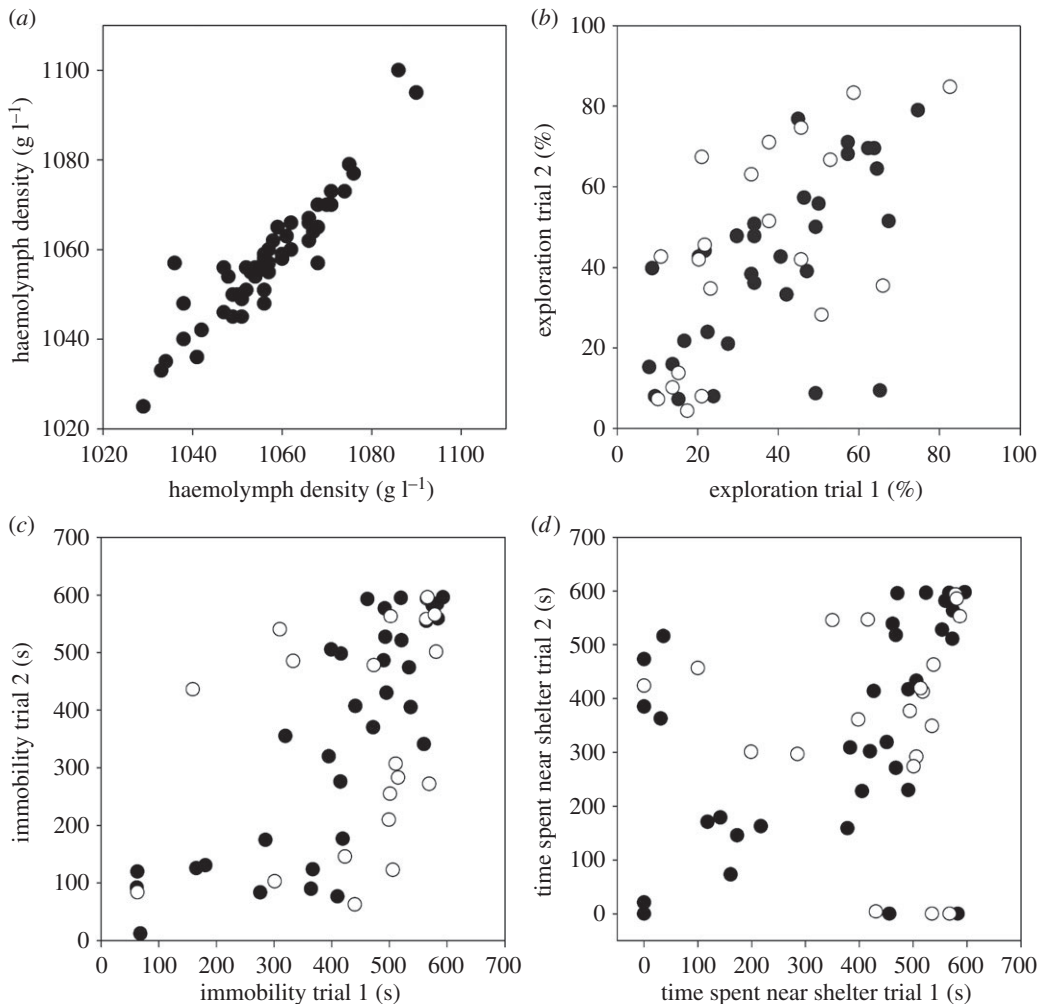 (a)
haemolymph density (g l⁻¹)
1100
1080
1060
1040
1020
1020 1040 1060 1080 1100
haemolymph density (g l⁻¹)
(b)
exploration trial 2 (%)
100
80
60
40
20
0
0 20 40 60 80 100
exploration trial 1 (%)
(c)
immobility trial 2 (s)
700
600
500
400
300
200
100
0
0 100 200 300 400 500 600 700
immobility trial 1 (s)
(d)
time spent near shelter trial 2 (s)
700
600
500
400
300
200
100
0
0 100 200 300 400 500 600 700
time spent near shelter trial 1 (s)